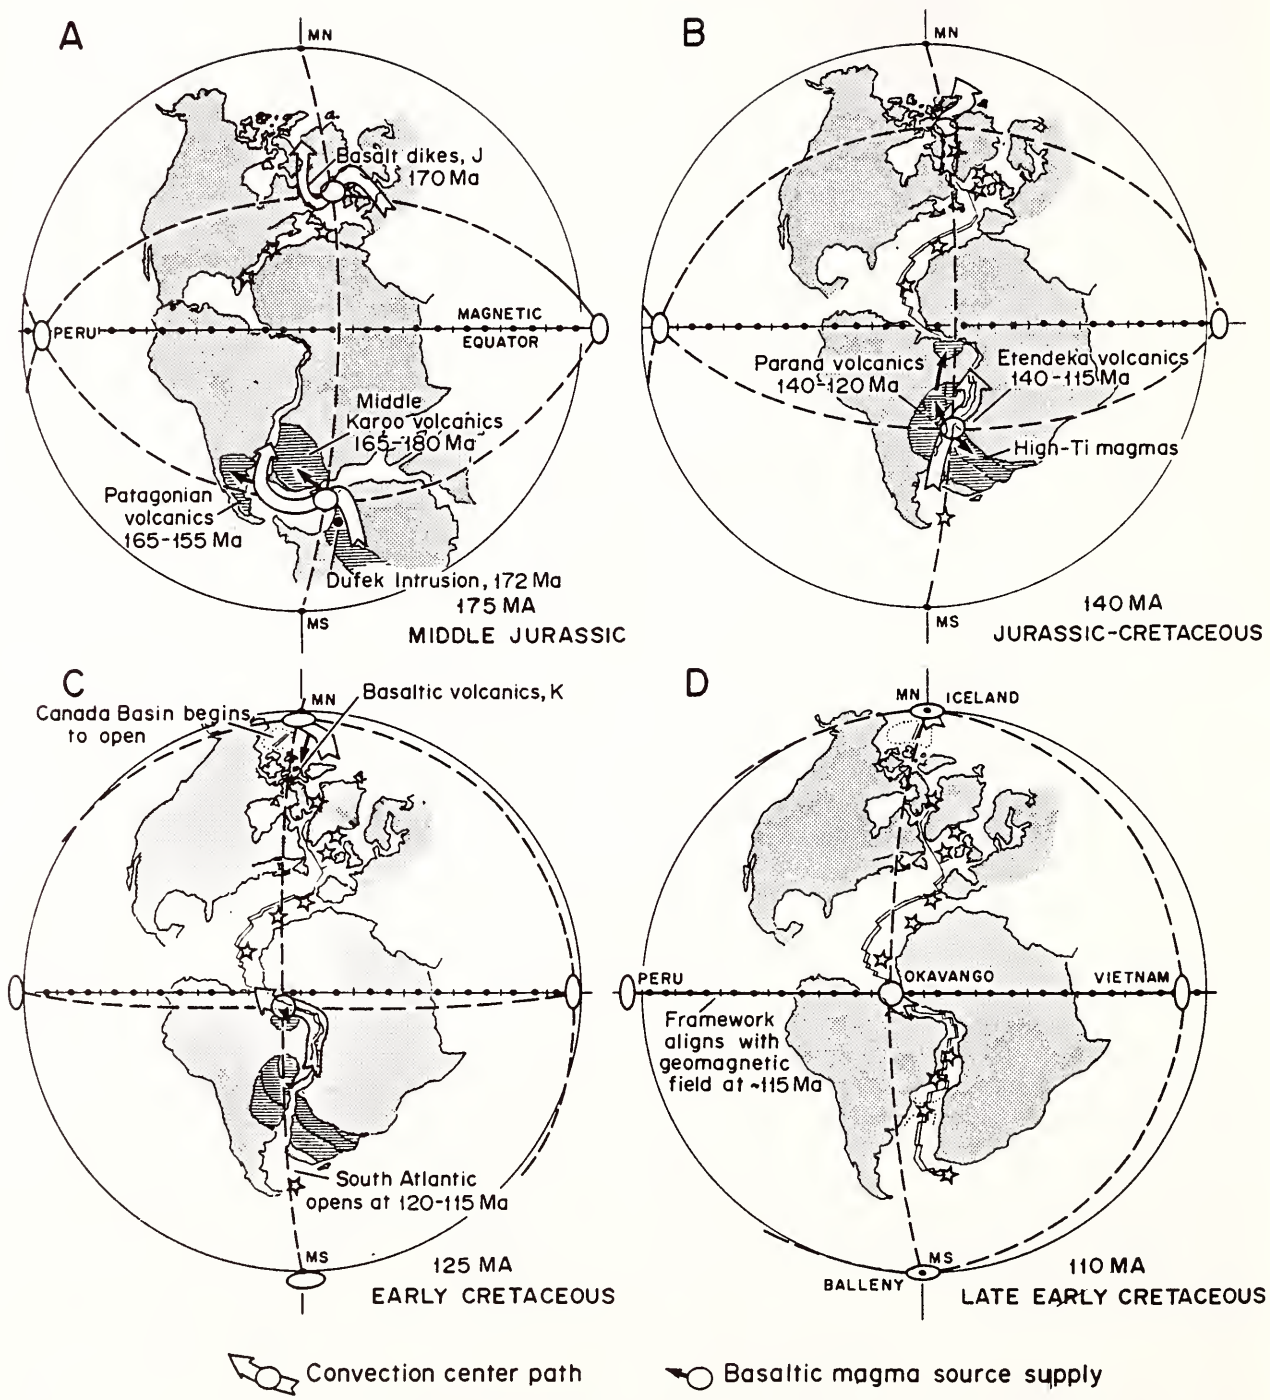 A
MN
Basalt dikes, J
170 Ma
PERU
MAGNETIC
EQUATOR
Middle
Karoo volcanics
165-180 Ma
Patagonian
volcanics
165-155 Ma
Dufek Intrusion, 172 Ma
175 MA
MS
MIDDLE JURASSIC
B
MN
Parana volcanics
140-120 Ma
Etendeka volcanics
140-115 Ma
High-Ti magmas
140 MA
MS
JURASSIC-CRETACEOUS
C
MN
Basaltic volcanics, K
Canada Basin begins
to open
South Atlantic
opens at 120-115 Ma
MS
125 MA
EARLY CRETACEOUS
D
MN
ICELAND
PERU
OKAVANGO
VIETNAM
Framework
aligns with
geomagnetic
field at ~115 Ma
MS
110 MA
BALLENY
LATE EARLY CRETACEOUS
Convection center path
Basaltic magma source supply